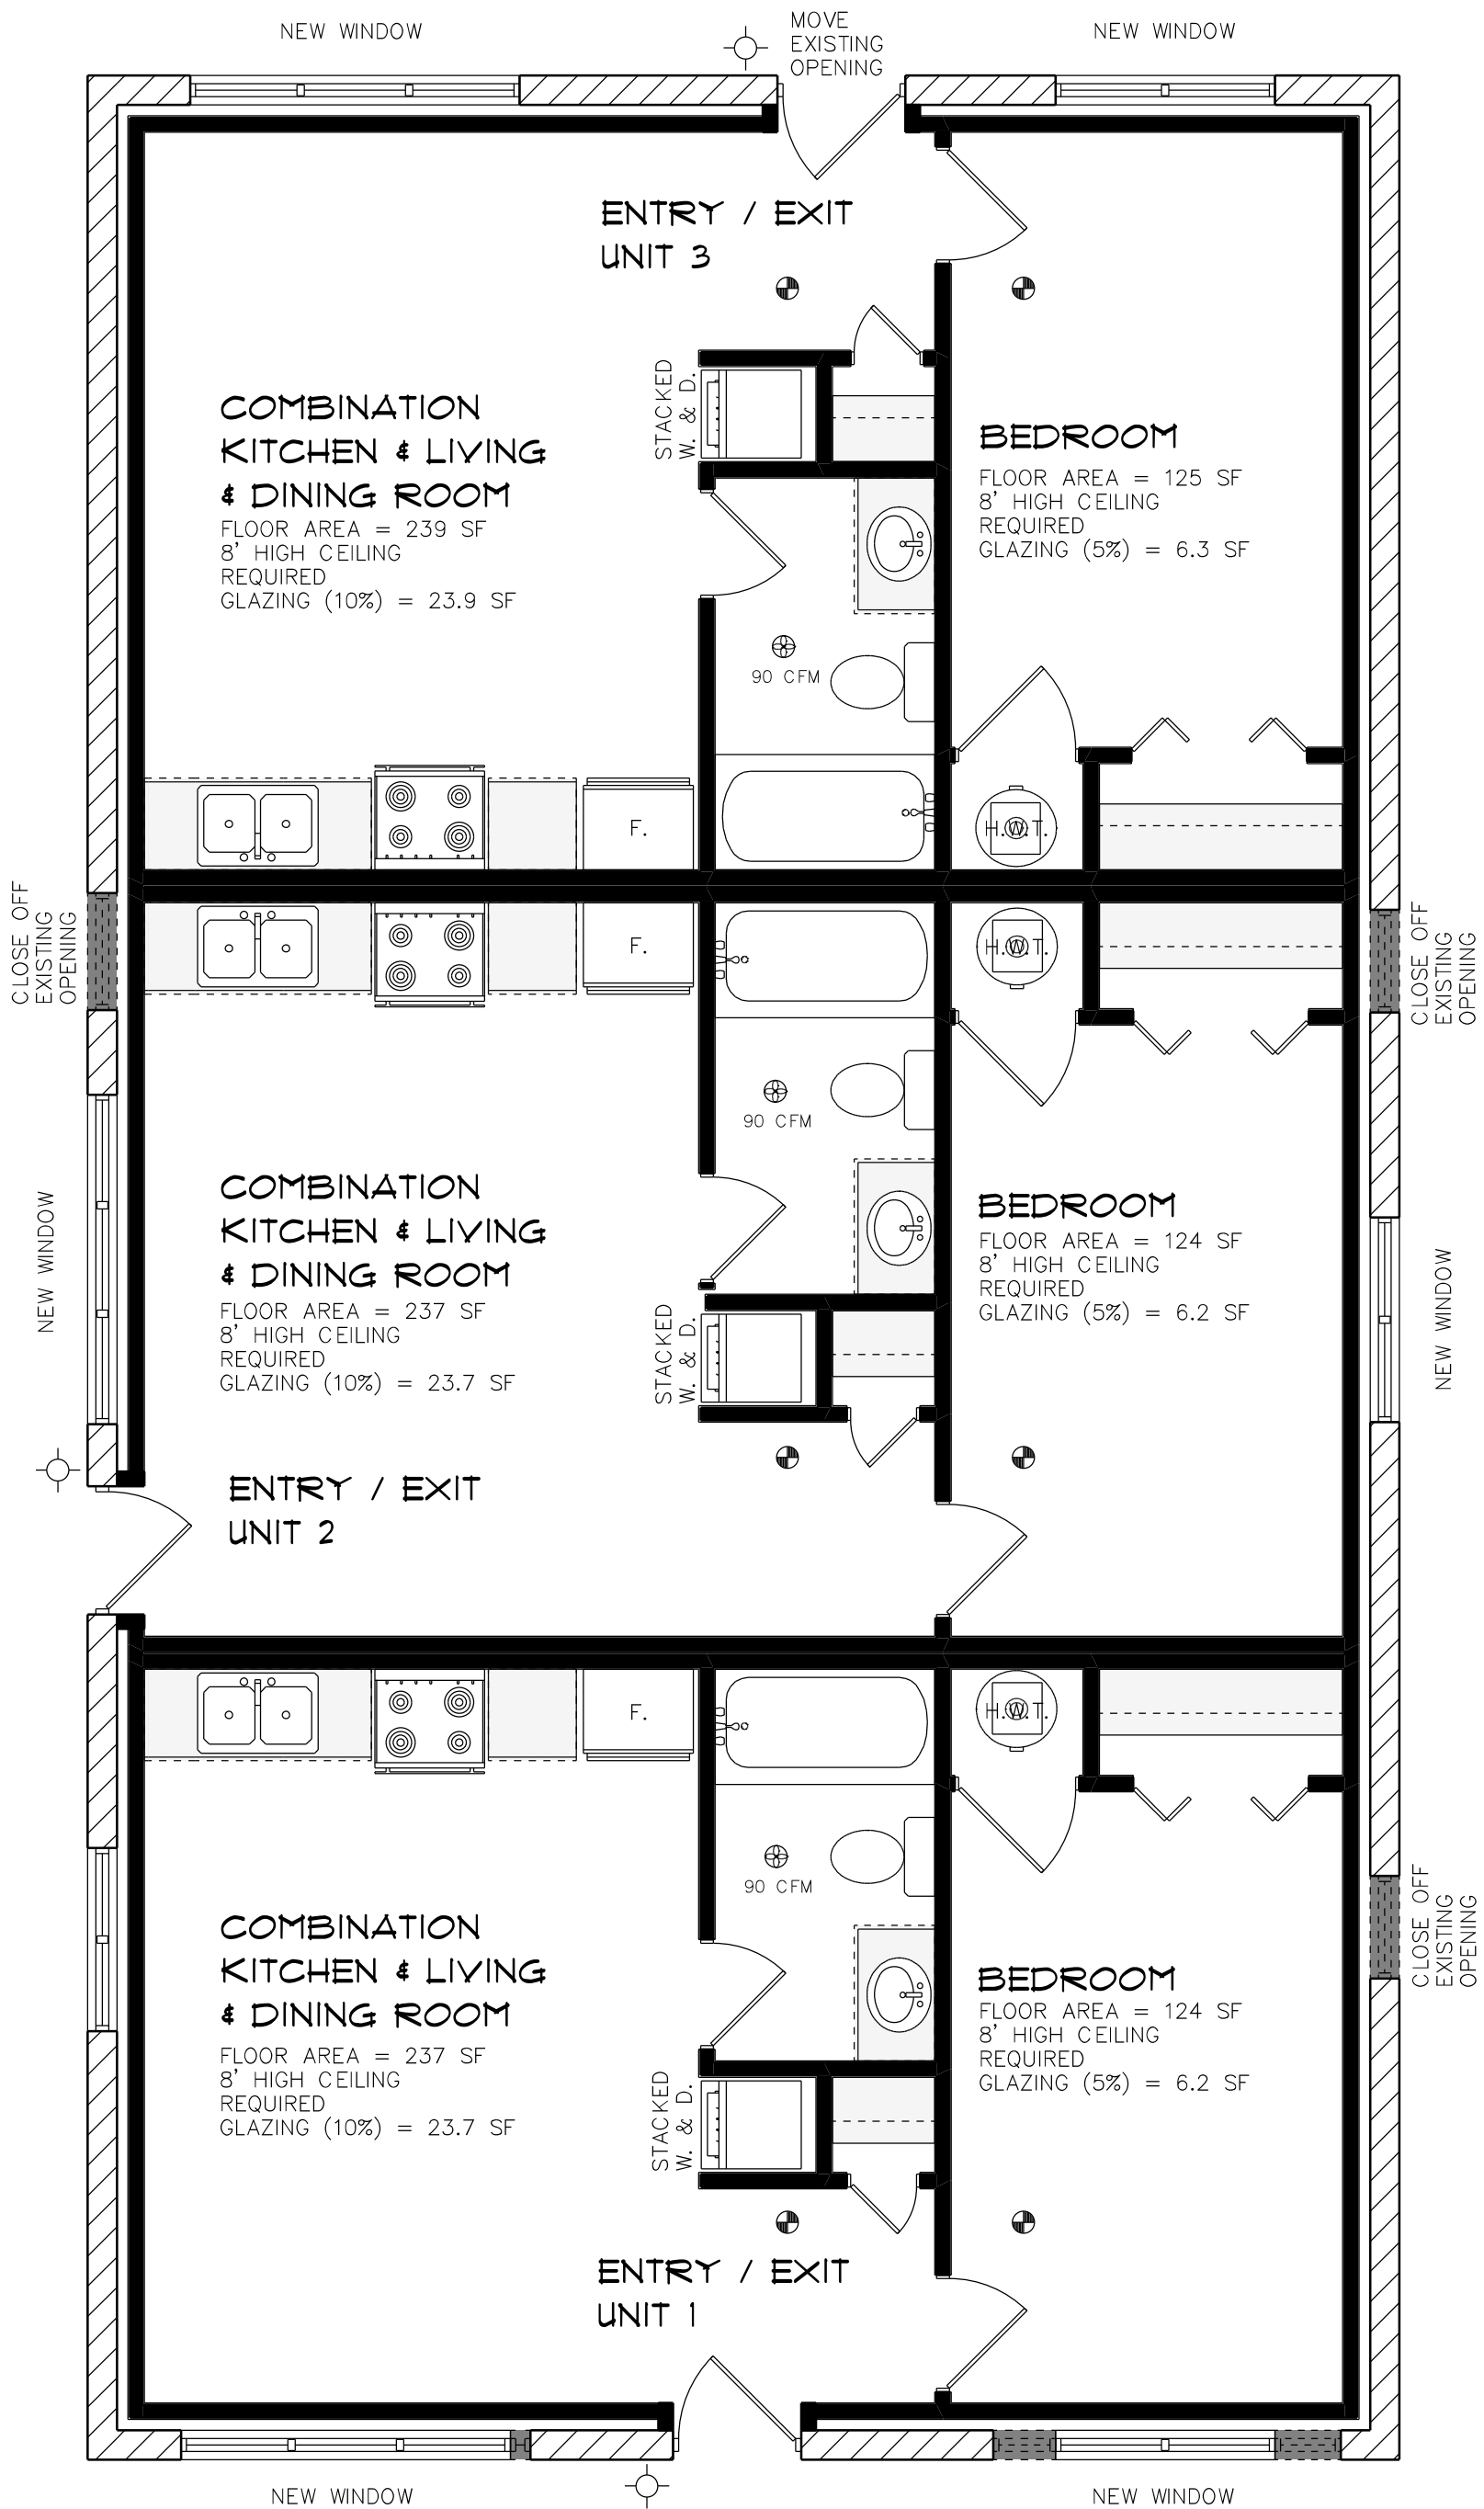 NEW WINDOW
MOVE
EXISTING
OPENING
NEW WINDOW
ENTRY / EXIT
UNIT 3
STACKED
W. & D.
COMBINATION
KITCHEN & LIVING
& DINING ROOM
FLOOR AREA = 239 SF
8' HIGH CEILING
REQUIRED
GLAZING (10%) = 23.9 SF
BEDROOM
FLOOR AREA = 125 SF
8' HIGH CEILING
REQUIRED
GLAZING (5%) = 6.3 SF
90 CFM
F.
H.W.T.
CLOSE OFF
EXISTING
OPENING
F.
H.W.T.
CLOSE OFF
EXISTING
OPENING
90 CFM
NEW WINDOW
COMBINATION
KITCHEN & LIVING
& DINING ROOM
FLOOR AREA = 237 SF
8' HIGH CEILING
REQUIRED
GLAZING (10%) = 23.7 SF
STACKED
W. & D.
BEDROOM
FLOOR AREA = 124 SF
8' HIGH CEILING
REQUIRED
GLAZING (5%) = 6.2 SF
NEW WINDOW
ENTRY / EXIT
UNIT 2
F.
H.W.T.
90 CFM
CLOSE OFF
EXISTING
OPENING
COMBINATION
KITCHEN & LIVING
& DINING ROOM
FLOOR AREA = 237 SF
8' HIGH CEILING
REQUIRED
GLAZING (10%) = 23.7 SF
STACKED
W. & D.
BEDROOM
FLOOR AREA = 124 SF
8' HIGH CEILING
REQUIRED
GLAZING (5%) = 6.2 SF
ENTRY / EXIT
UNIT 1
NEW WINDOW
NEW WINDOW